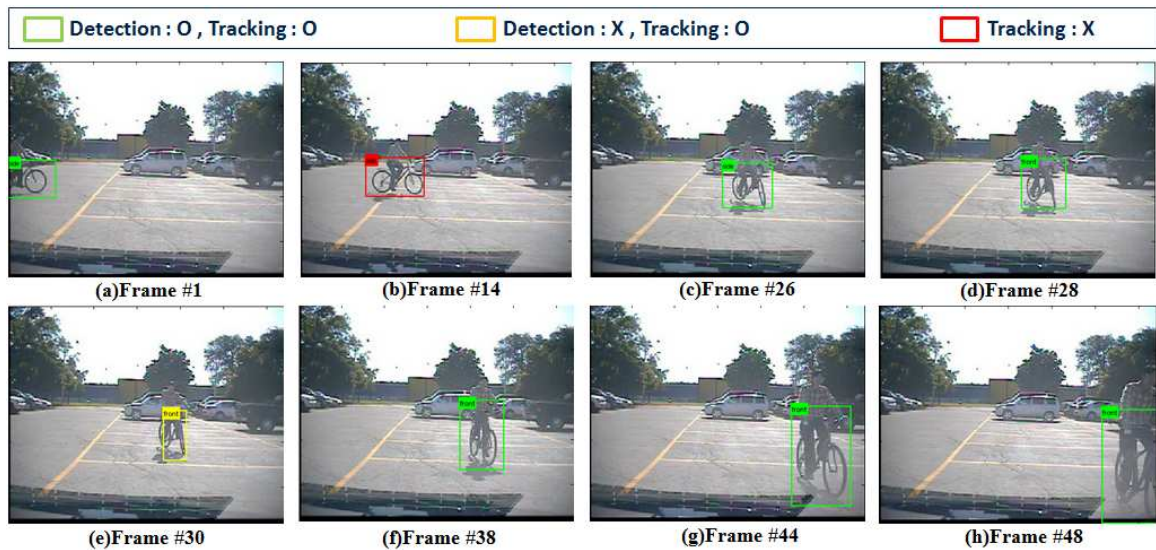 Detection : O , Tracking : O
Detection : X , Tracking : O
Tracking : X
(a)Frame #1
(b)Frame #14
(c)Frame #26
(d)Frame #28
front
(e)Frame #30
(f)Frame #38
(g)Frame #44
(h)Frame #48
front
front
front
front